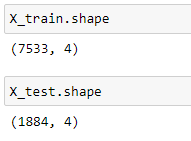 X_train.shape
(7533, 4)
X_test.shape
(1884, 4)